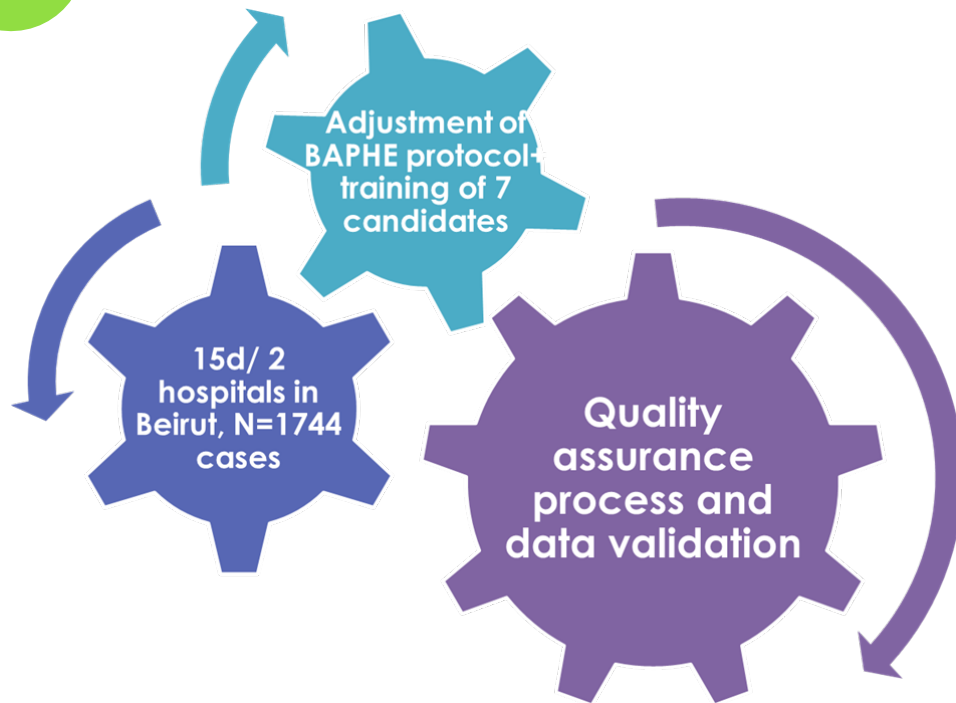 Adjustment of
BAPHE protocol+
training of 7
candidates
15d/ 2
hospitals in
Beirut, N=1744
cases
Quality
assurance
process and
data validation